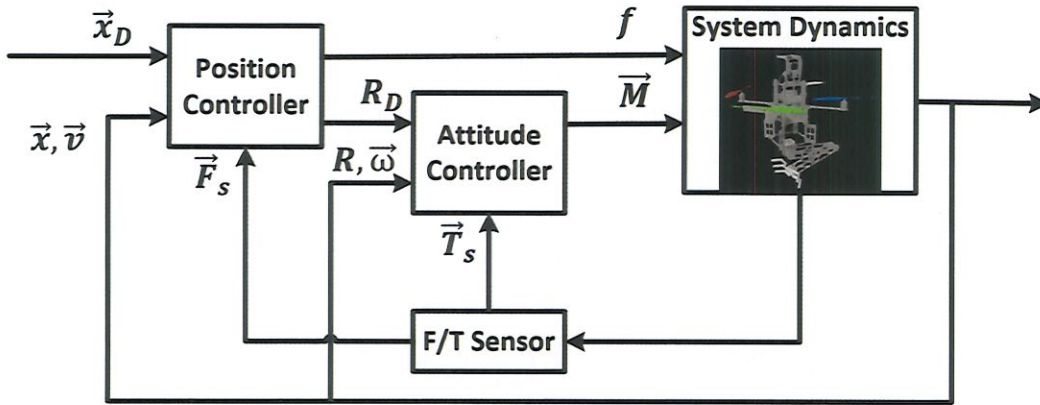 x⃗_D
f
System Dynamics
Position
Controller
R_D
M⃗
Attitude
Controller
x⃗, v⃗
F⃗_s
R, ω⃗
T⃗_s
F/T Sensor